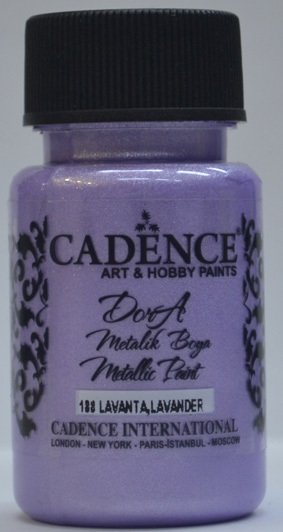 CADENCE
ART & HOBBY PAINTS
DorA
Metalik Boya
Metallic Paint
188 LAVANTA,LAVANDER
CADENCE INTERNATIONAL
LONDON - NEW YORK - PARIS-İSTANBUL - MOSCOW